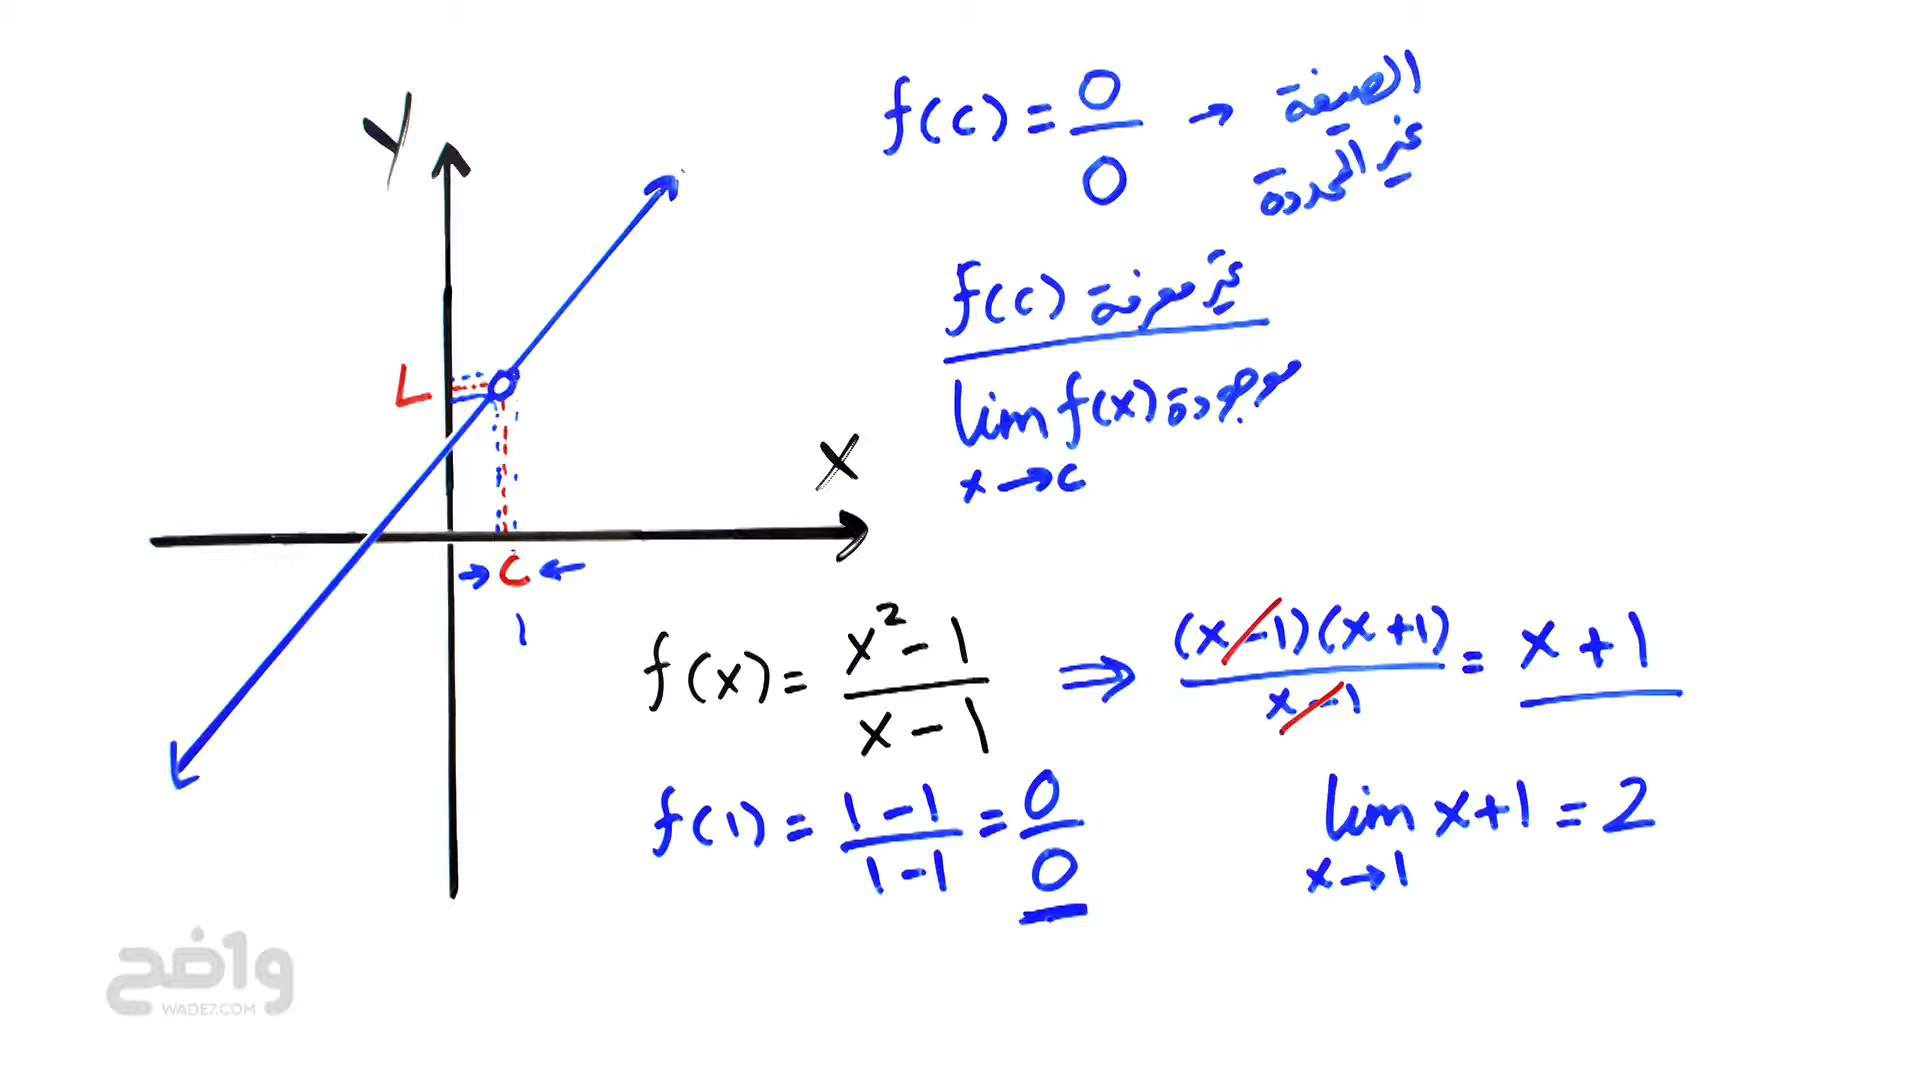 Y
f(c) = 0/0 → الصيغة
غير المحددة
f(c) غير معرفة
lim f(x) موجودة
x→c
L
X
→ c ←
1
f(x) = x² - 1 / x - 1 ⇒ (x-1)(x+1) / x-1 = x + 1
f(1) = 1-1 / 1-1 = 0/0
lim x+1 = 2
x→1
واضح
WADE7.COM